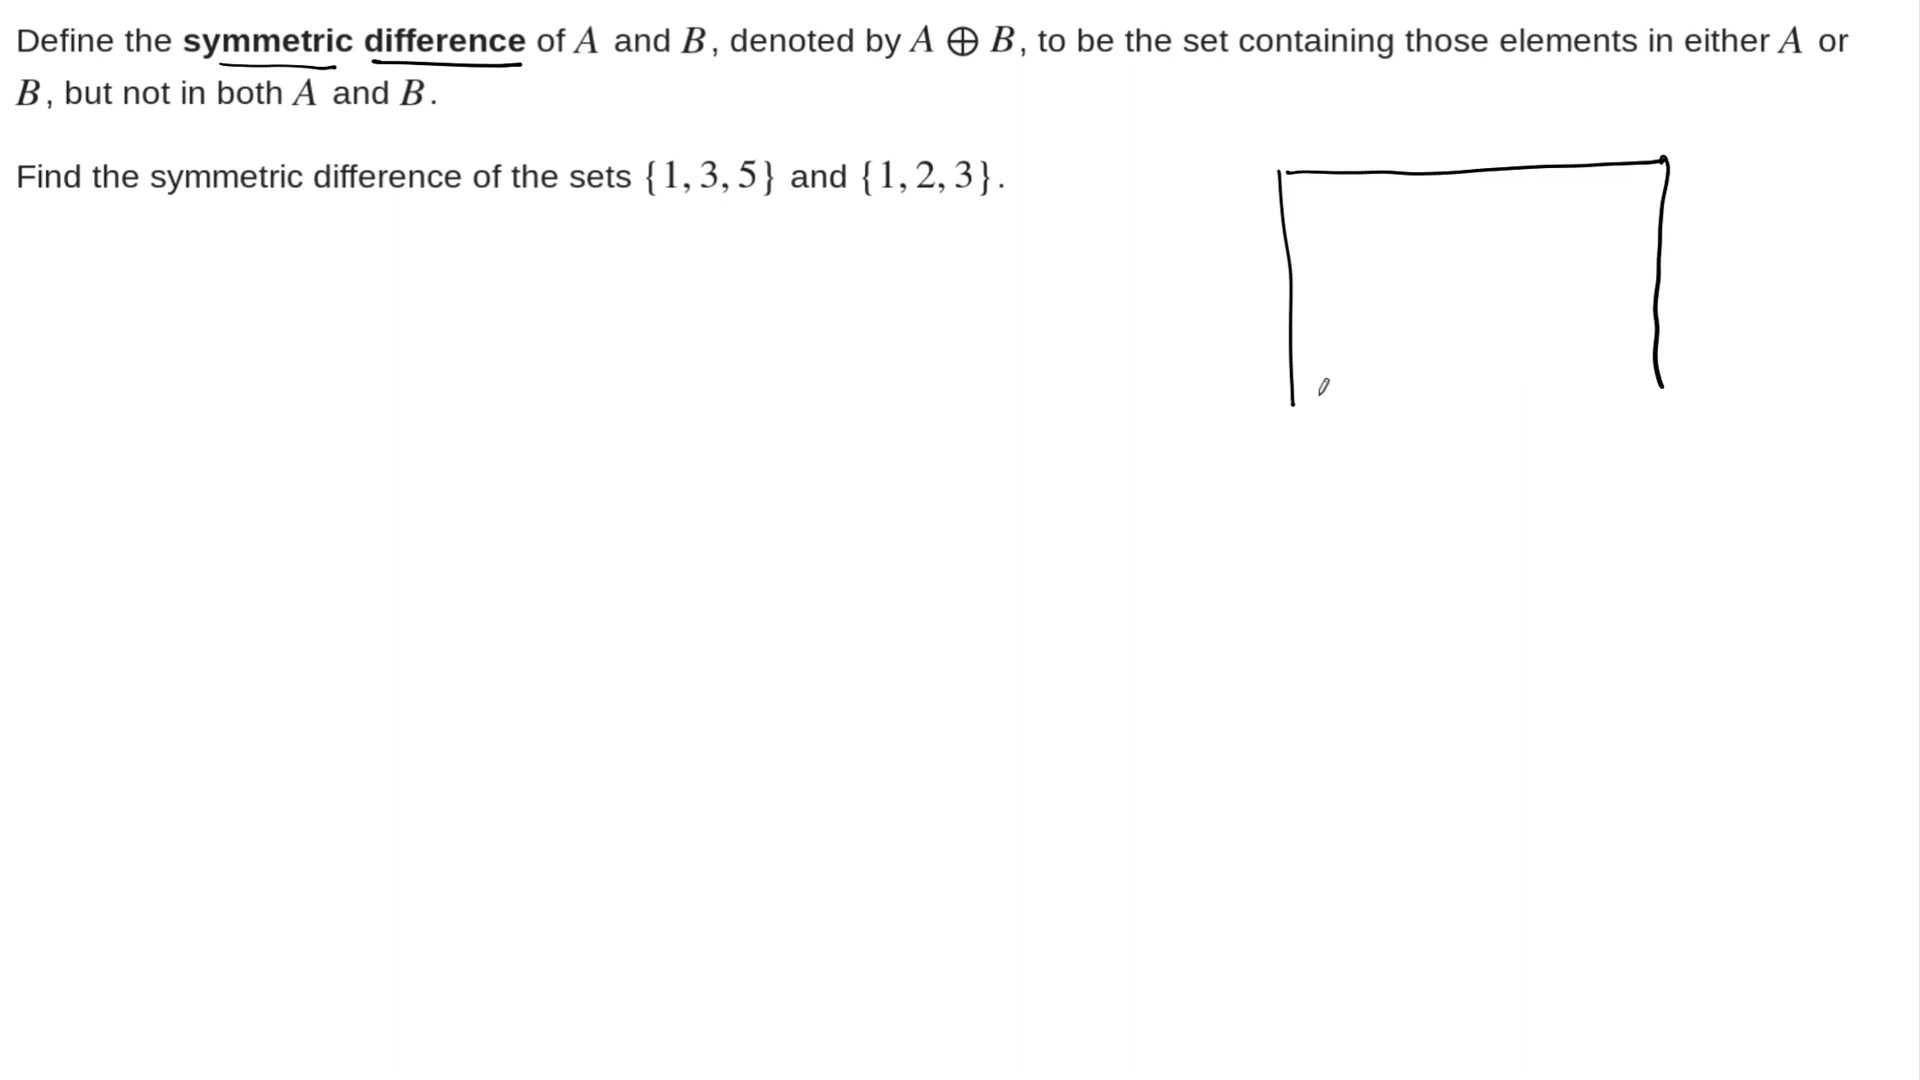 Define the symmetric difference of A and B, denoted by A ⊕ B, to be the set containing those elements in either A or
B, but not in both A and B.
Find the symmetric difference of the sets {1, 3, 5} and {1, 2, 3}.